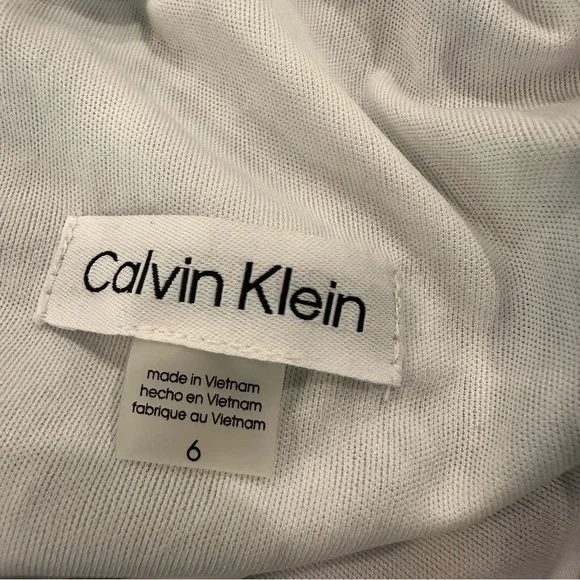 Calvin Klein
made in Vietnam
hecho en Vietnam
fabrique au Vietnam
6